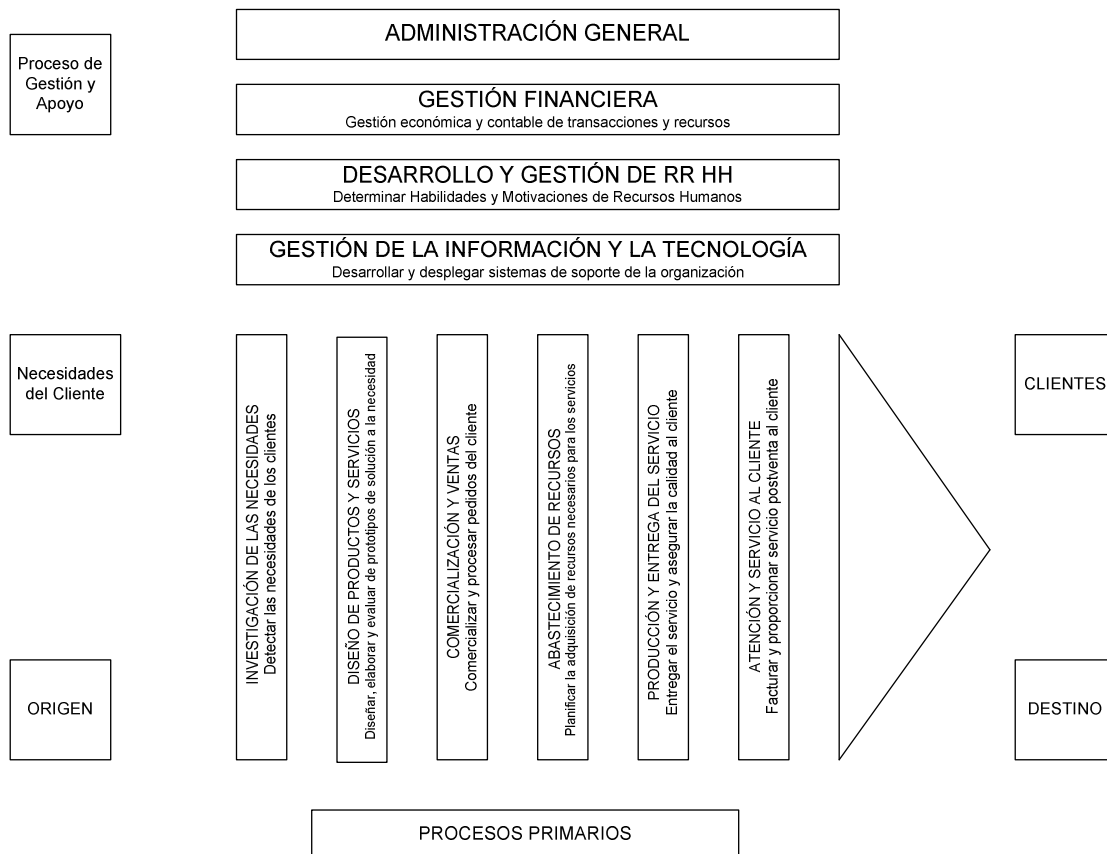 ADMINISTRACIÓN GENERAL
Proceso de
Gestión y
Apoyo
GESTIÓN FINANCIERA
Gestión económica y contable de transacciones y recursos
DESARROLLO Y GESTIÓN DE RR HH
Determinar Habilidades y Motivaciones de Recursos Humanos
GESTIÓN DE LA INFORMACIÓN Y LA TECNOLOGÍA
Desarrollar y desplegar sistemas de soporte de la organización
Necesidades
del Cliente
INVESTIGACIÓN DE LAS NECESIDADES
Detectar las necesidades de los clientes
DISEÑO DE PRODUCTOS Y SERVICIOS
Diseñar, elaborar y evaluar de prototipos de solución a la necesidad
COMERCIALIZACIÓN Y VENTAS
Comercializar y procesar pedidos del cliente
ABASTECIMIENTO DE RECURSOS
Planificar la adquisición de recursos necesarios para los servicios
PRODUCCIÓN Y ENTREGA DEL SERVICIO
Entregar el servicio y asegurar la calidad al cliente
ATENCIÓN Y SERVICIO AL CLIENTE
Facturar y proporcionar servicio postventa al cliente
CLIENTES
ORIGEN
DESTINO
PROCESOS PRIMARIOS